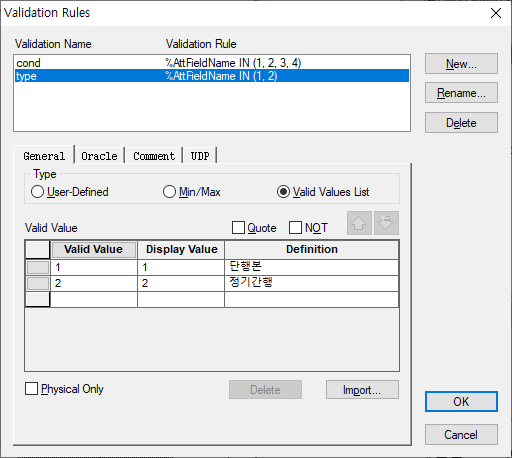 Validation Rules
Validation Name Validation Rule
cond %AttFieldName IN (1, 2, 3, 4)
type %AttFieldName IN (1, 2)
New...
Rename...
Delete
General Oracle Comment UDP
Type
User-Defined Min/Max Valid Values List
Valid Value Quote NOT
Valid Value Display Value Definition
1 1 단행본
2 2 정기간행
Physical Only Delete Import...
OK
Cancel